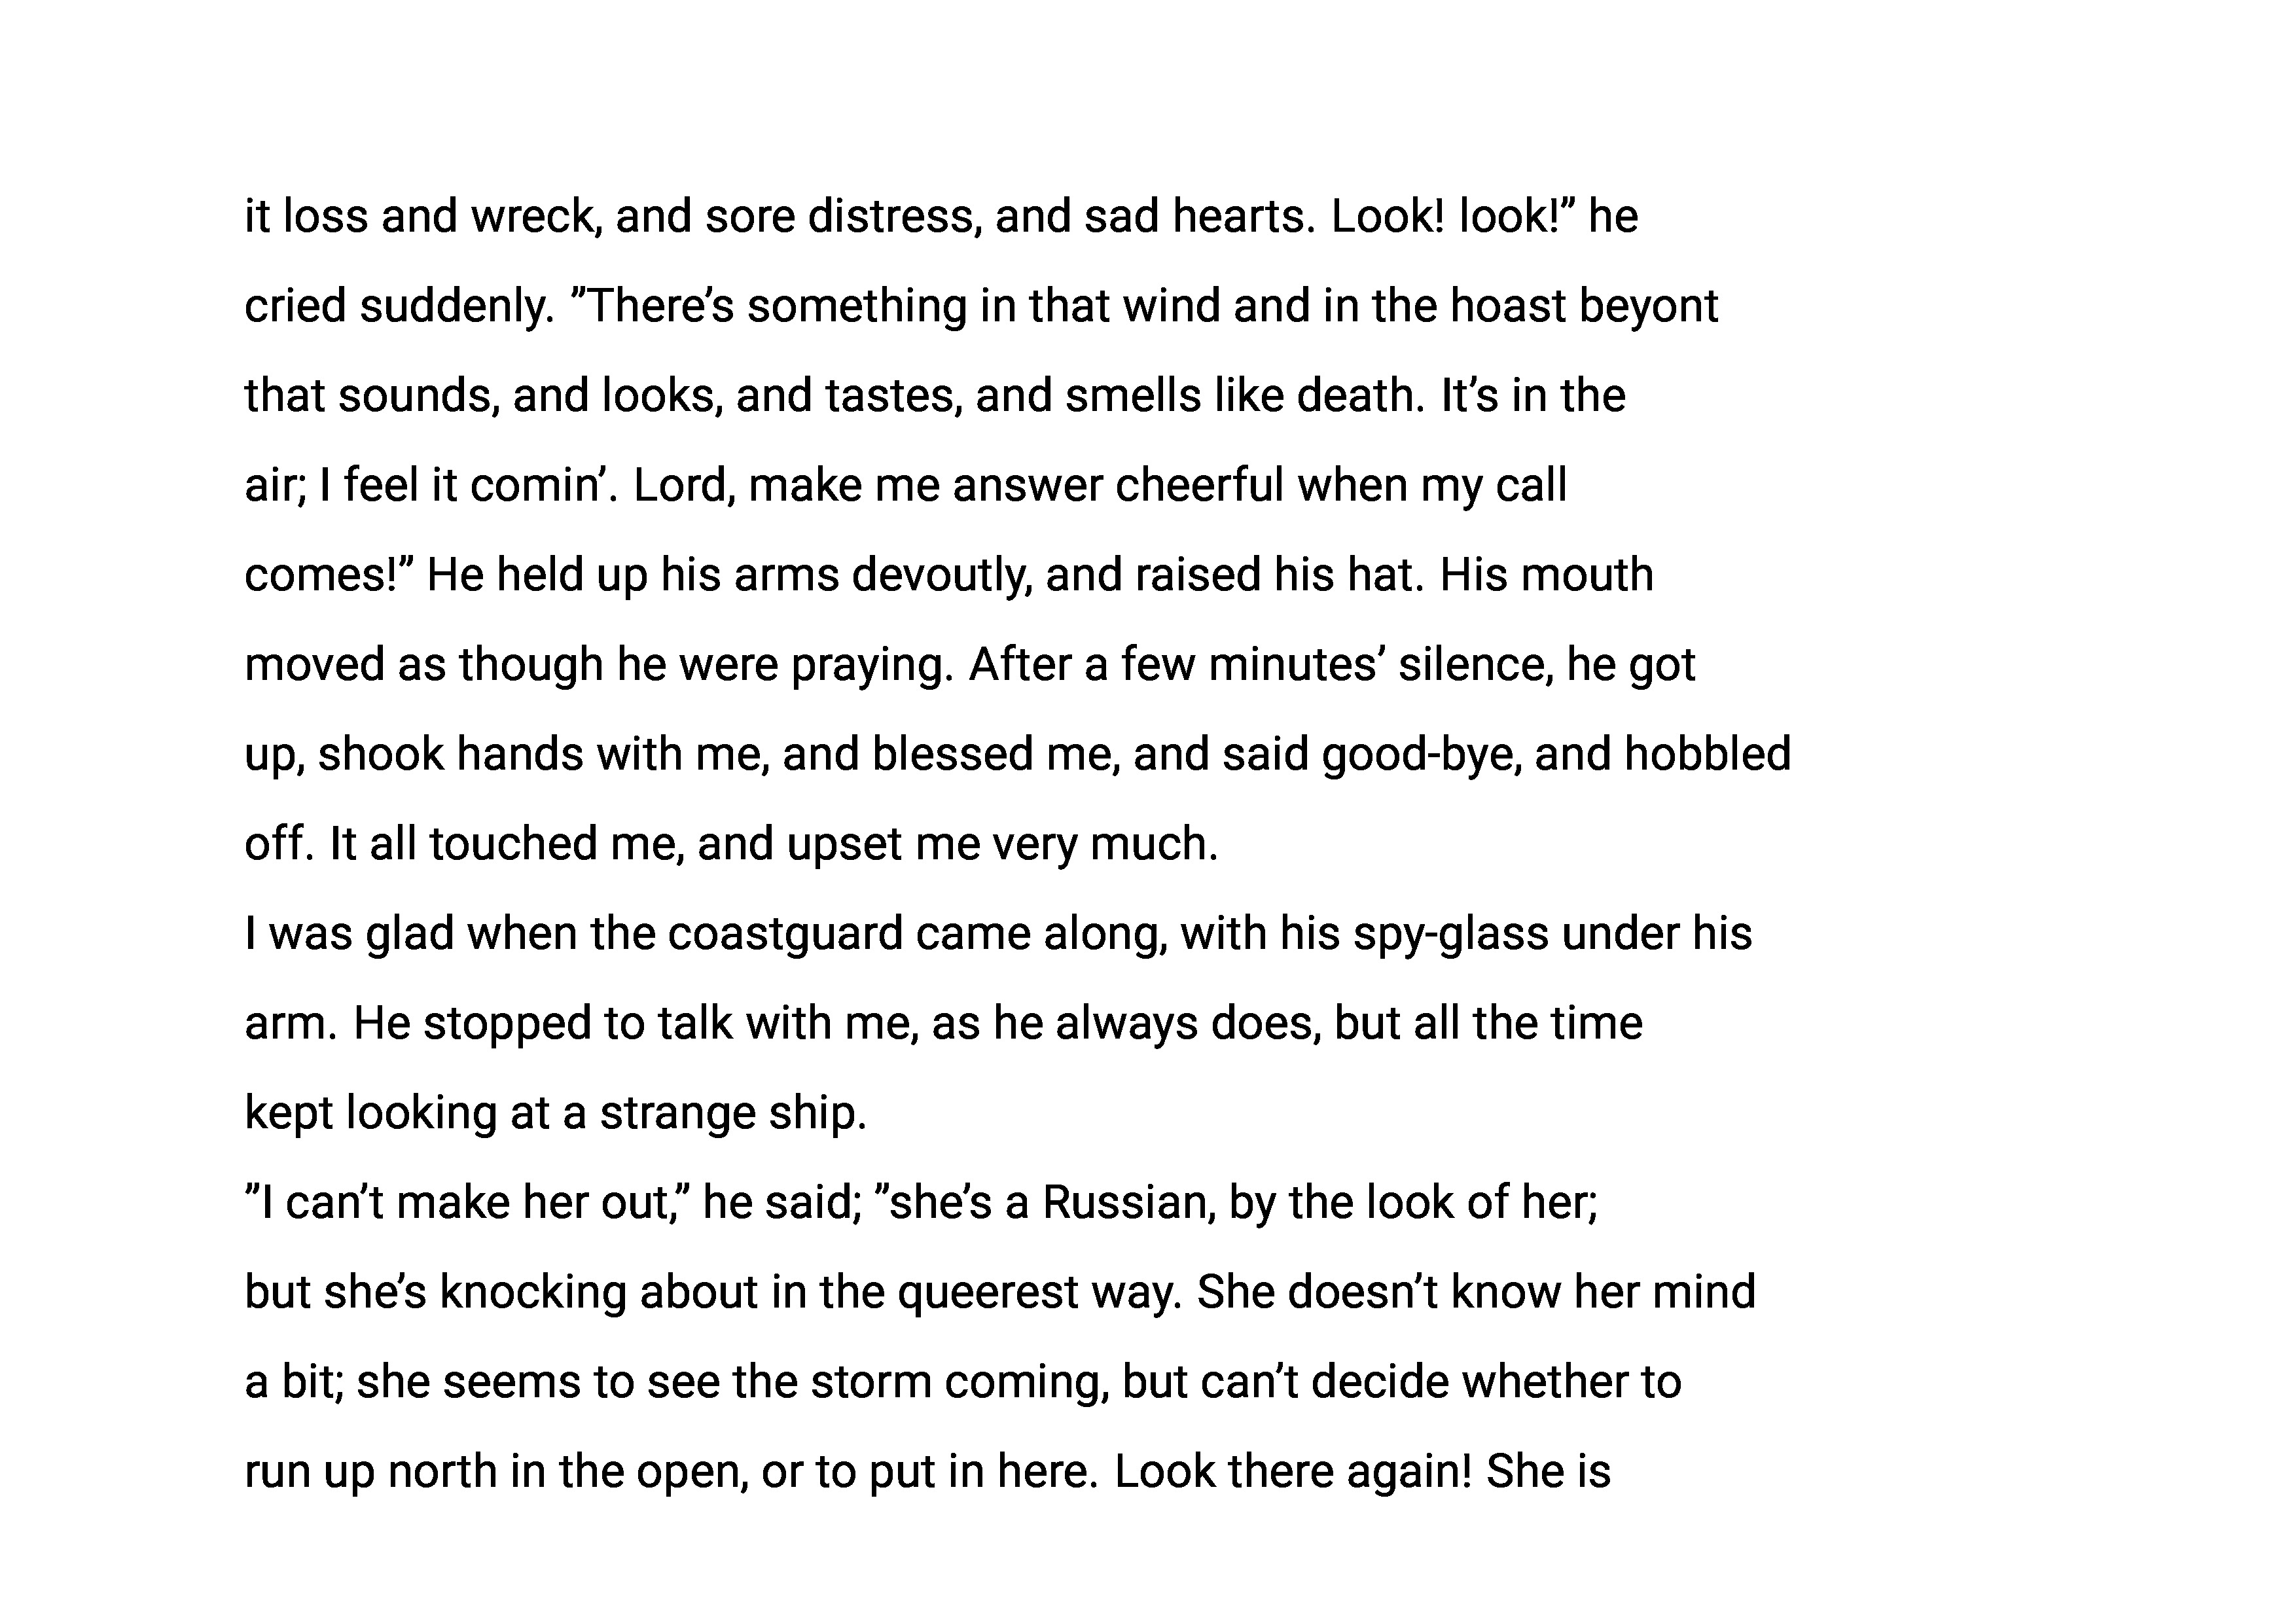 it loss and wreck, and sore distress, and sad hearts. Look! look!” he
cried suddenly. ”There’s something in that wind and in the hoast beyont
that sounds, and looks, and tastes, and smells like death. It’s in the
air; I feel it comin’. Lord, make me answer cheerful when my call
comes!” He held up his arms devoutly, and raised his hat. His mouth
moved as though he were praying. After a few minutes’ silence, he got
up, shook hands with me, and blessed me, and said good-bye, and hobbled
off. It all touched me, and upset me very much.
I was glad when the coastguard came along, with his spy-glass under his
arm. He stopped to talk with me, as he always does, but all the time
kept looking at a strange ship.
”I can’t make her out,” he said; ”she’s a Russian, by the look of her;
but she’s knocking about in the queerest way. She doesn’t know her mind
a bit; she seems to see the storm coming, but can’t decide whether to
run up north in the open, or to put in here. Look there again! She is